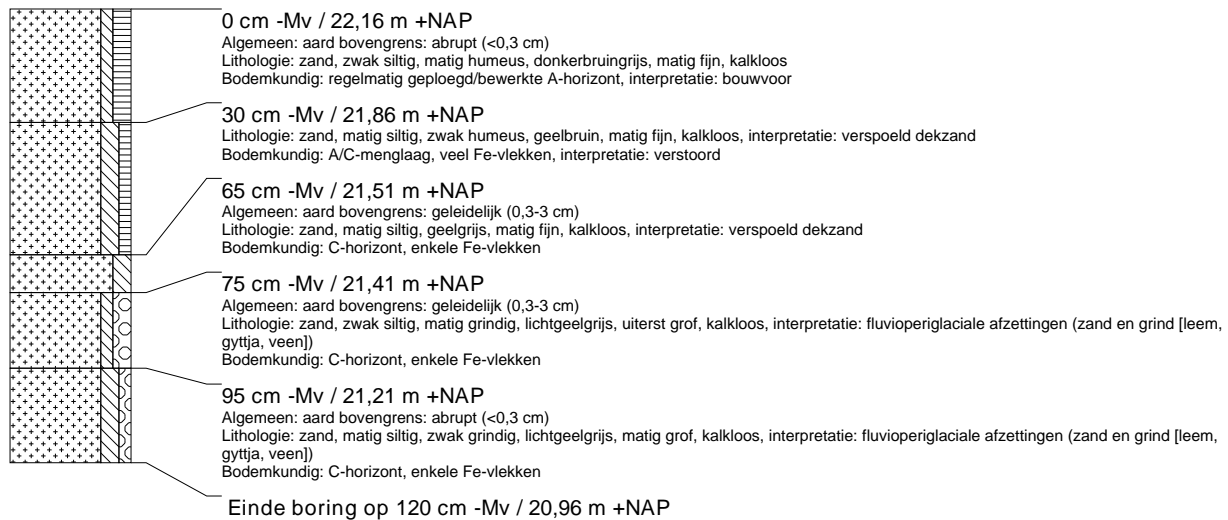 0 cm -Mv / 22,16 m +NAP
Algemeen: aard bovengrens: abrupt (<0,3 cm)
Lithologie: zand, zwak siltig, matig humeus, donkerbruingrijs, matig fijn, kalkloos
Bodemkundig: regelmatig geploegd/bewerkte A-horizont, interpretatie: bouwvoor
30 cm -Mv / 21,86 m +NAP
Lithologie: zand, matig siltig, zwak humeus, geelbruin, matig fijn, kalkloos, interpretatie: verspoeld dekzand
Bodemkundig: A/C-menglaag, veel Fe-vlekken, interpretatie: verstoord
65 cm -Mv / 21,51 m +NAP
Algemeen: aard bovengrens: geleidelijk (0,3-3 cm)
Lithologie: zand, matig siltig, geelgrijs, matig fijn, kalkloos, interpretatie: verspoeld dekzand
Bodemkundig: C-horizont, enkele Fe-vlekken
75 cm -Mv / 21,41 m +NAP
Algemeen: aard bovengrens: geleidelijk (0,3-3 cm)
Lithologie: zand, zwak siltig, matig grindig, lichtgeelgrijs, uiterst grof, kalkloos, interpretatie: fluvioperiglaciale afzettingen (zand en grind [leem,
gyttja, veen])
Bodemkundig: C-horizont, enkele Fe-vlekken
95 cm -Mv / 21,21 m +NAP
Algemeen: aard bovengrens: abrupt (<0,3 cm)
Lithologie: zand, matig siltig, zwak grindig, lichtgeelgrijs, matig grof, kalkloos, interpretatie: fluvioperiglaciale afzettingen (zand en grind [leem,
gyttja, veen])
Bodemkundig: C-horizont, enkele Fe-vlekken
Einde boring op 120 cm -Mv / 20,96 m +NAP